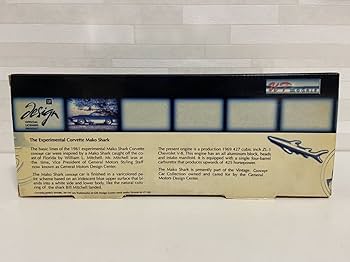 design
MODELS
The Experimental Corvette Mako Shark
The basic lines of the 1961 experimental Mako Shark Corvette
concept car were inspired by a Mako Shark caught off the coast
of Florida by William L. Mitchell. Mr. Mitchell was at
the time, Vice President of General Motors Styling Staff
now known as General Motors Design Center.
The Mako Shark concept car is finished in a varicolored paint
scheme based on an iridescent blue upper surface that blends
into a white side and lower body, like the natural coloring
of the shark Bill Mitchell landed.
The present engine is a production 1969 427 cubic inch ZL-1
Chevrolet V-8. This engine has an all aluminum block, heads
and intake manifold. It is equipped with a single four-barrel
carburetor that produces upwards of 425 horsepower.
The Mako Shark is presently part of the Vintage Concept
Car Collection owned and cared for by the General
Motors Design Center.